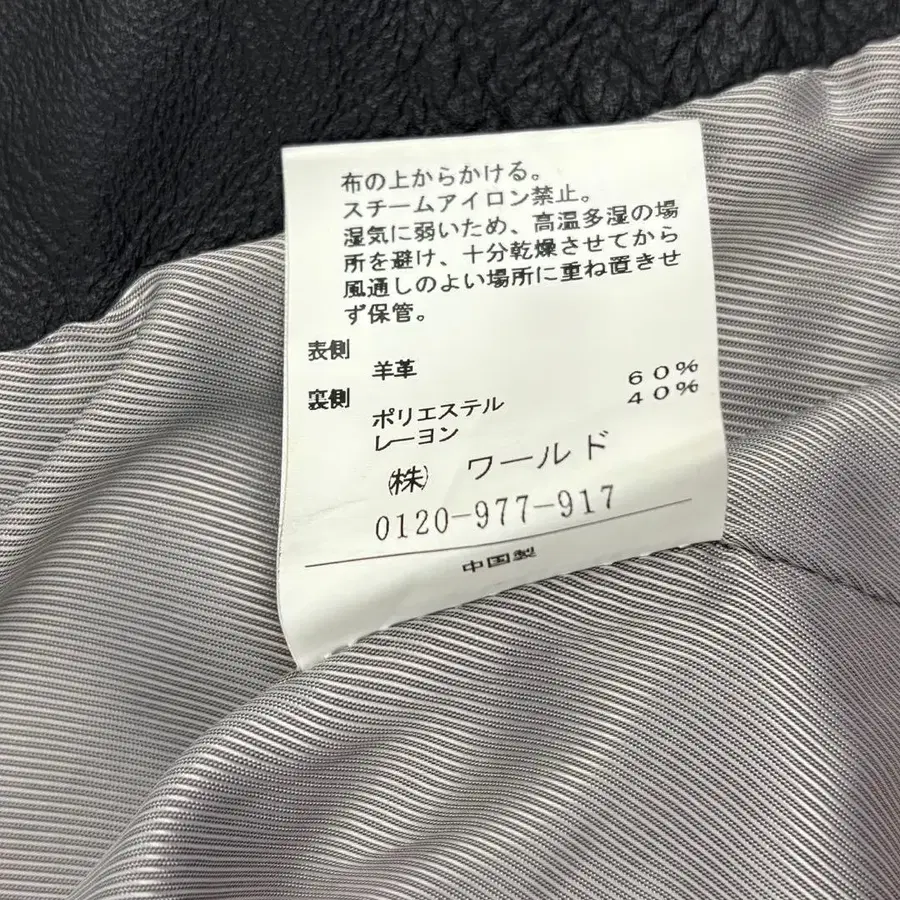 布の上からかける。
スチームアイロン禁止。
湿気に弱いため、高温多湿の場
所を避け、十分乾燥させてから
風通しのよい場所に重ね置きせ
ず保管。
表側
羊革
裏側
ポリエステル 60%
レーヨン 40%
㈱ ワールド
0120-977-917
中国製